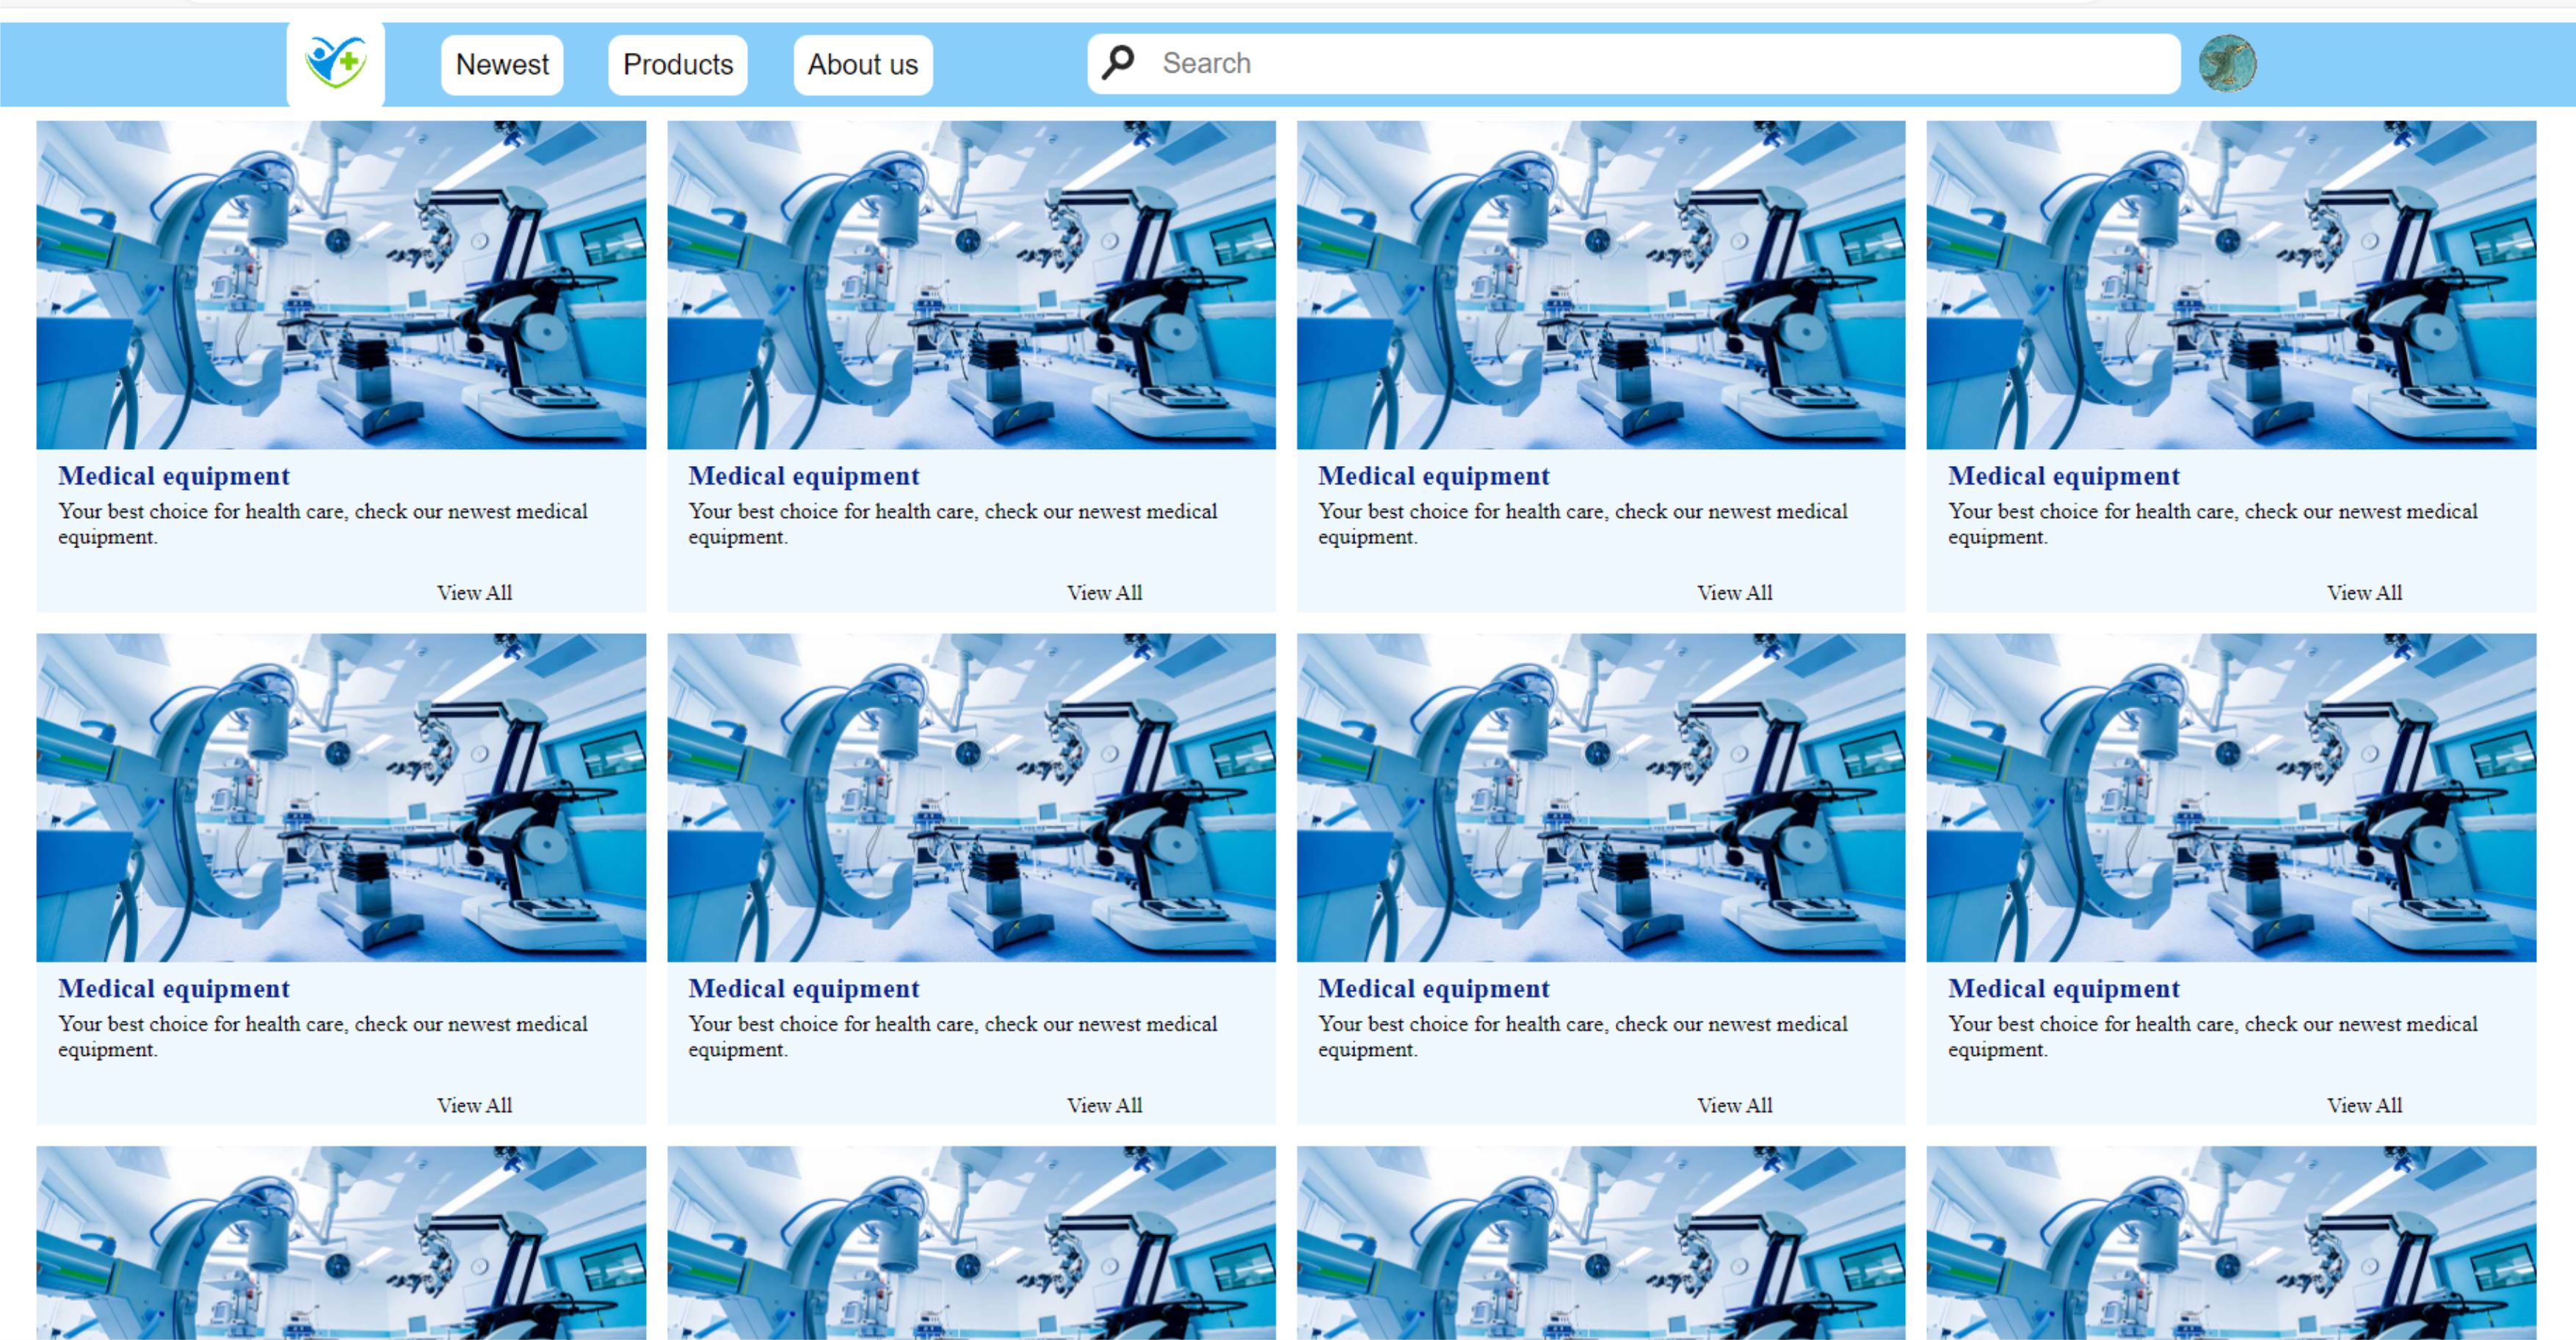 Newest Products About us Search
Medical equipment Medical equipment Medical equipment Medical equipment
Your best choice for health care, check our newest medical Your best choice for health care, check our newest medical Your best choice for health care, check our newest medical Your best choice for health care, check our newest medical
equipment. equipment. equipment. equipment.
View All View All View All View All
Medical equipment Medical equipment Medical equipment Medical equipment
Your best choice for health care, check our newest medical Your best choice for health care, check our newest medical Your best choice for health care, check our newest medical Your best choice for health care, check our newest medical
equipment. equipment. equipment. equipment.
View All View All View All View All